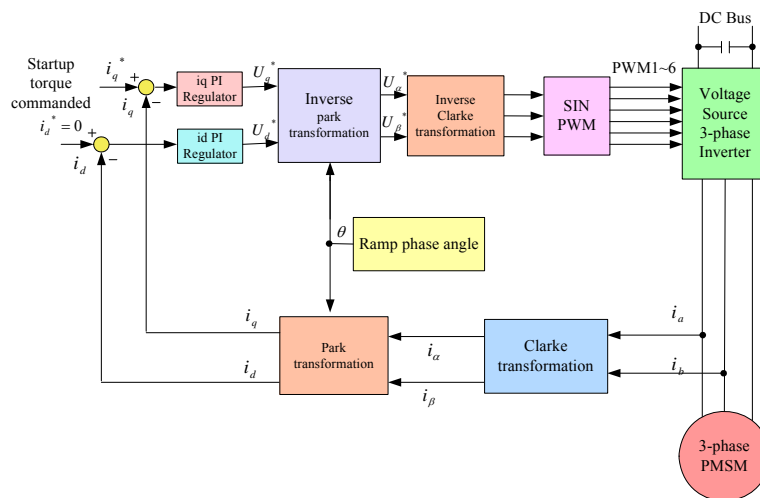 DC Bus
Startup
torque
commanded
i_q^*
+
−
i_q
iq PI
Regulator
U_q^*
Inverse
park
transformation
U_α^*
Inverse
Clarke
transformation
SIN
PWM
PWM1~6
Voltage
Source
3-phase
Inverter
i_d^* = 0
+
−
i_d
id PI
Regulator
U_d^*
U_β^*
θ
Ramp phase angle
i_q
Park
transformation
i_α
Clarke
transformation
i_a
i_d
i_β
i_b
3-phase
PMSM